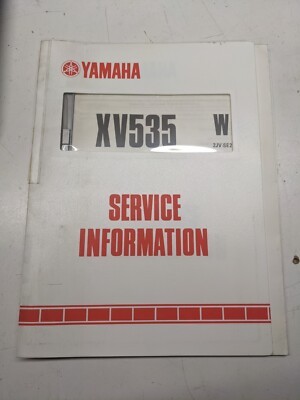 YAMAHA
XV535 W
SERVICE
INFORMATION